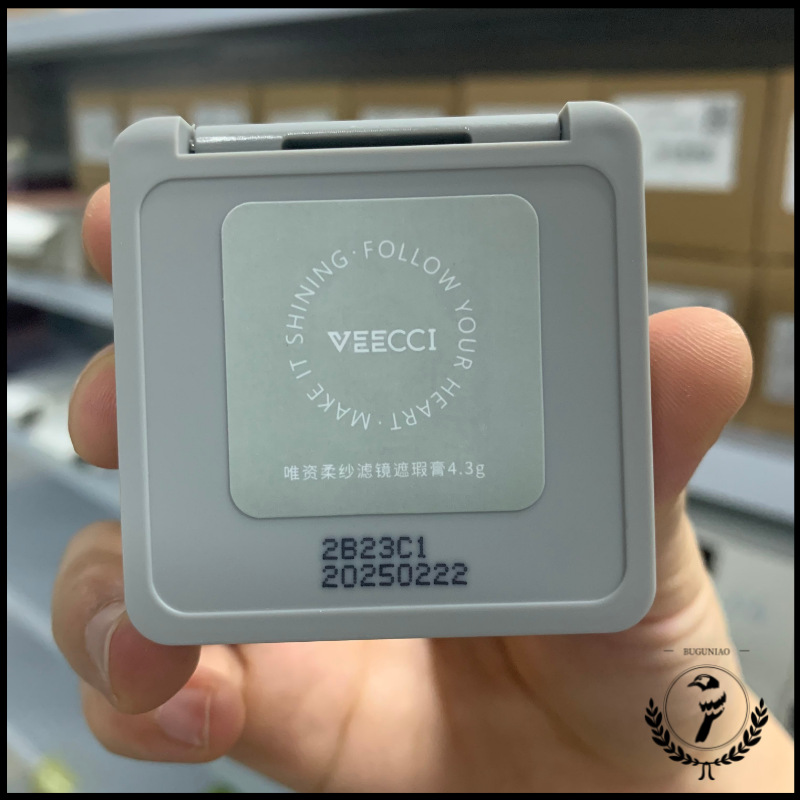 FOLLOW YOUR HEART · MAKE IT SHINING ·
VEECCI
唯资柔纱滤镜遮瑕膏4.3g
2B23C1
20250222
BUGUNIAO